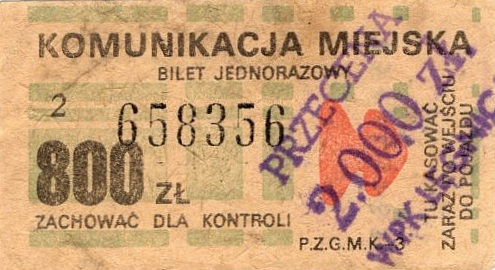 KOMUNIKACJA MIEJSKA
BILET JEDNORAZOWY
2
658356
800 ZŁ
ZACHOWAĆ DLA KONTROLI
P.Z.G.M.K.-3
TU KASOWAĆ
ZARAZ PO WEJŚCIU
DO POJAZDU
PRZECENA
2.000 ZŁ
WPK